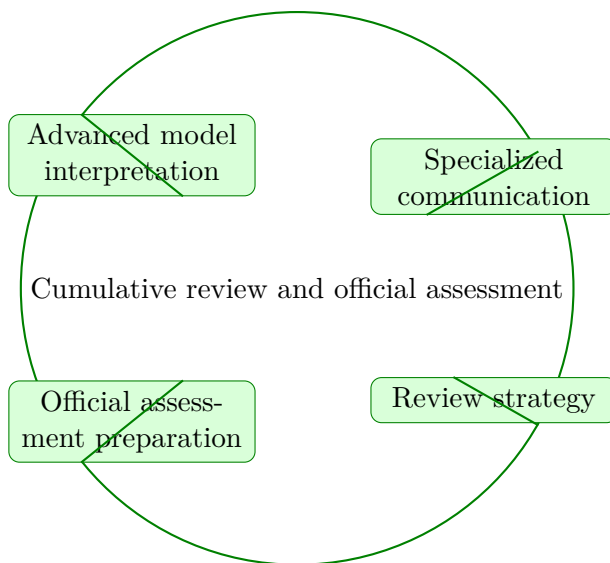 Advanced model
interpretation
Specialized
communication
Cumulative review and official assessment
Official assess-
ment preparation
Review strategy